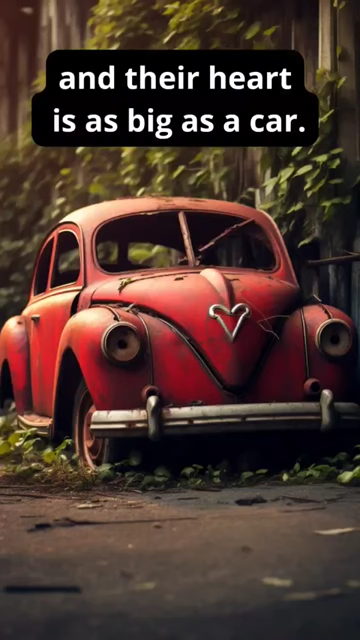 and their heart
is as big as a car.